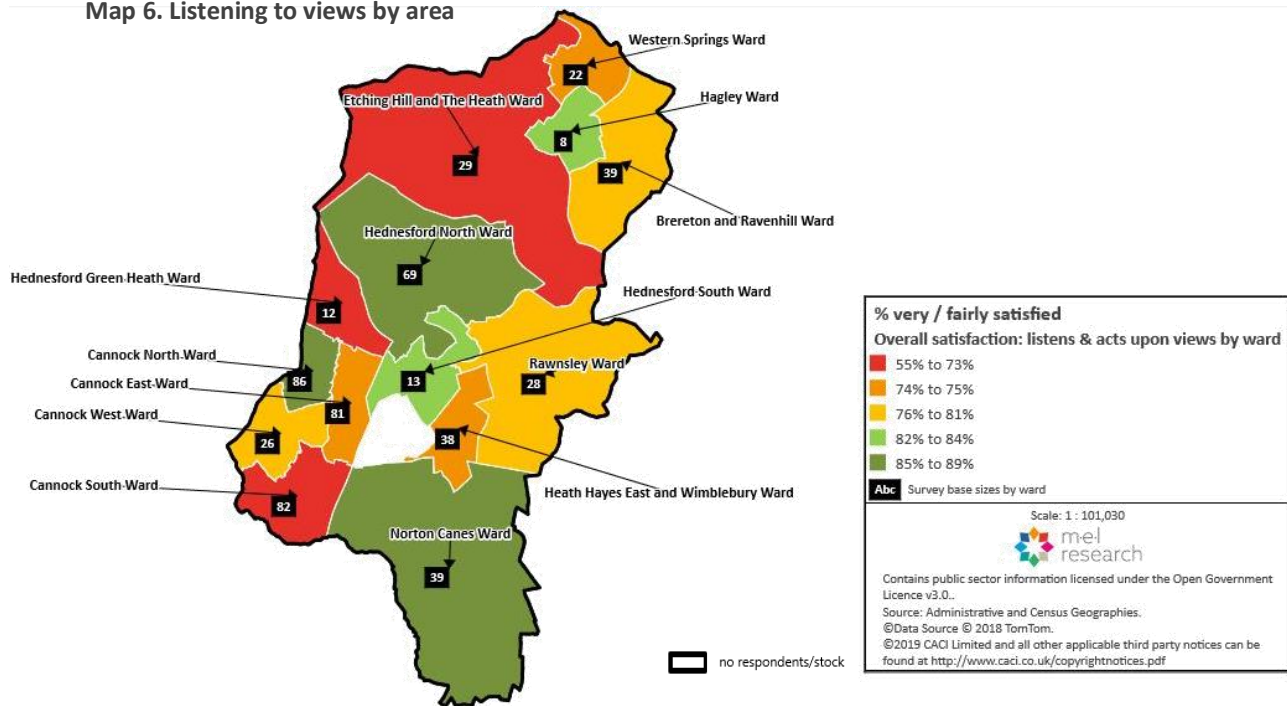 Map 6. Listening to views by area
Western Springs Ward
22
Etching Hill and The Heath Ward
Hagley Ward
8
29
39
Brereton and Ravenhill Ward
Hednesford North Ward
69
Hednesford Green Heath Ward
Hednesford South Ward
12
Cannock North Ward
86
Rawnsley Ward
28
13
Cannock East Ward
81
Cannock West Ward
26
38
Heath Hayes East and Wimblebury Ward
Cannock South Ward
82
Norton Canes Ward
39
no respondents/stock
% very / fairly satisfied
Overall satisfaction: listens & acts upon views by ward
55% to 73%
74% to 75%
76% to 81%
82% to 84%
85% to 89%
Abc Survey base sizes by ward
Scale: 1 : 101,030
m·e·l
research
Contains public sector information licensed under the Open Government
Licence v3.0..
Source: Administrative and Census Geographies.
©Data Source © 2018 TomTom.
©2019 CACI Limited and all other applicable third party notices can be
found at http://www.caci.co.uk/copyrightnotices.pdf